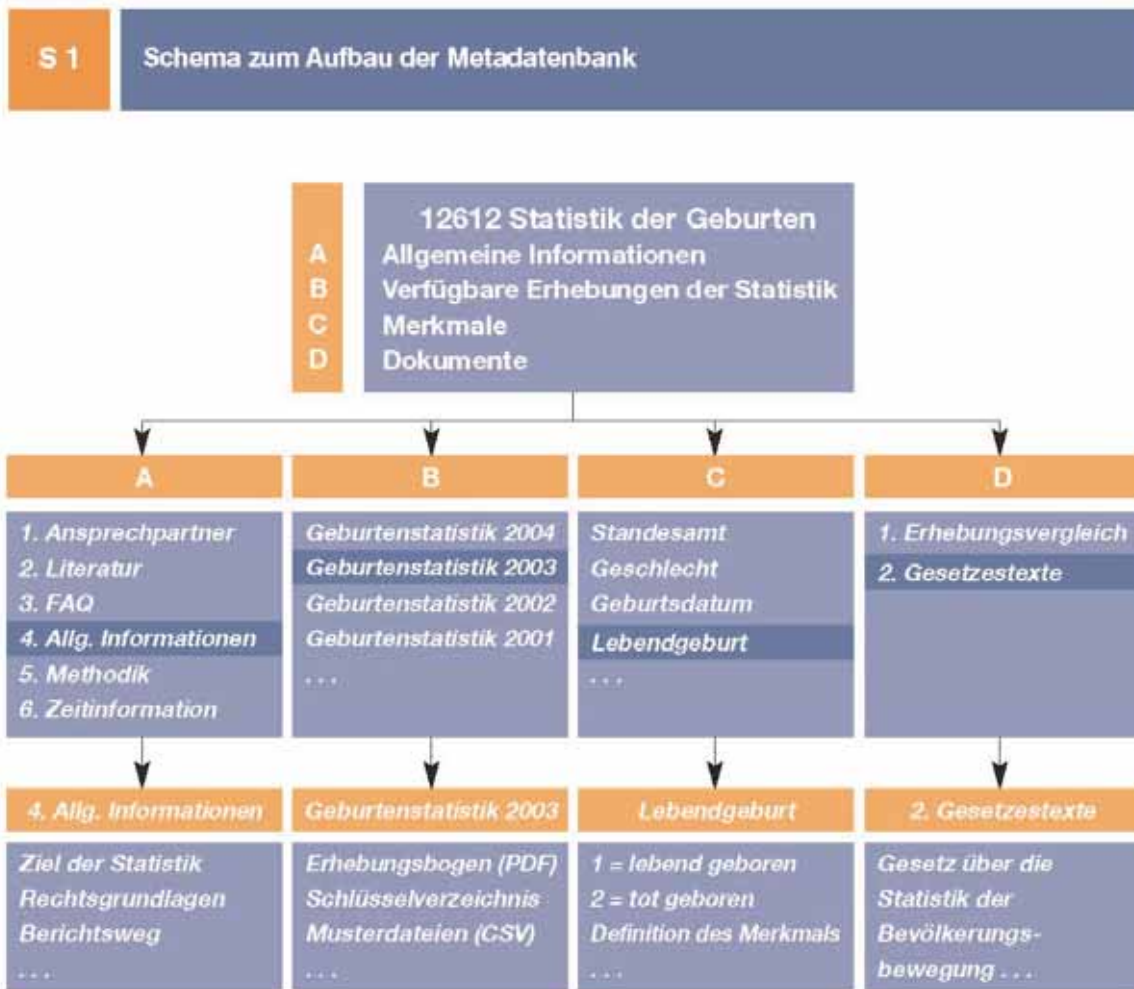 S 1
Schema zum Aufbau der Metadatenbank
12612 Statistik der Geburten
A Allgemeine Informationen
B Verfügbare Erhebungen der Statistik
C Merkmale
D Dokumente
A
1. Ansprechpartner
2. Literatur
3. FAQ
4. Allg. Informationen
5. Methodik
6. Zeitinformation
4. Allg. Informationen
Ziel der Statistik
Rechtsgrundlagen
Berichtsweg
. . .
B
Geburtenstatistik 2004
Geburtenstatistik 2003
Geburtenstatistik 2002
Geburtenstatistik 2001
. . .
Geburtenstatistik 2003
Erhebungsbogen (PDF)
Schlüsselverzeichnis
Musterdateien (CSV)
. . .
C
Standesamt
Geschlecht
Geburtsdatum
Lebendgeburt
. . .
Lebendgeburt
1 = lebend geboren
2 = tot geboren
Definition des Merkmals
. . .
D
1. Erhebungsvergleich
2. Gesetzestexte
2. Gesetzestexte
Gesetz über die
Statistik der
Bevölkerungs-
bewegung . . .